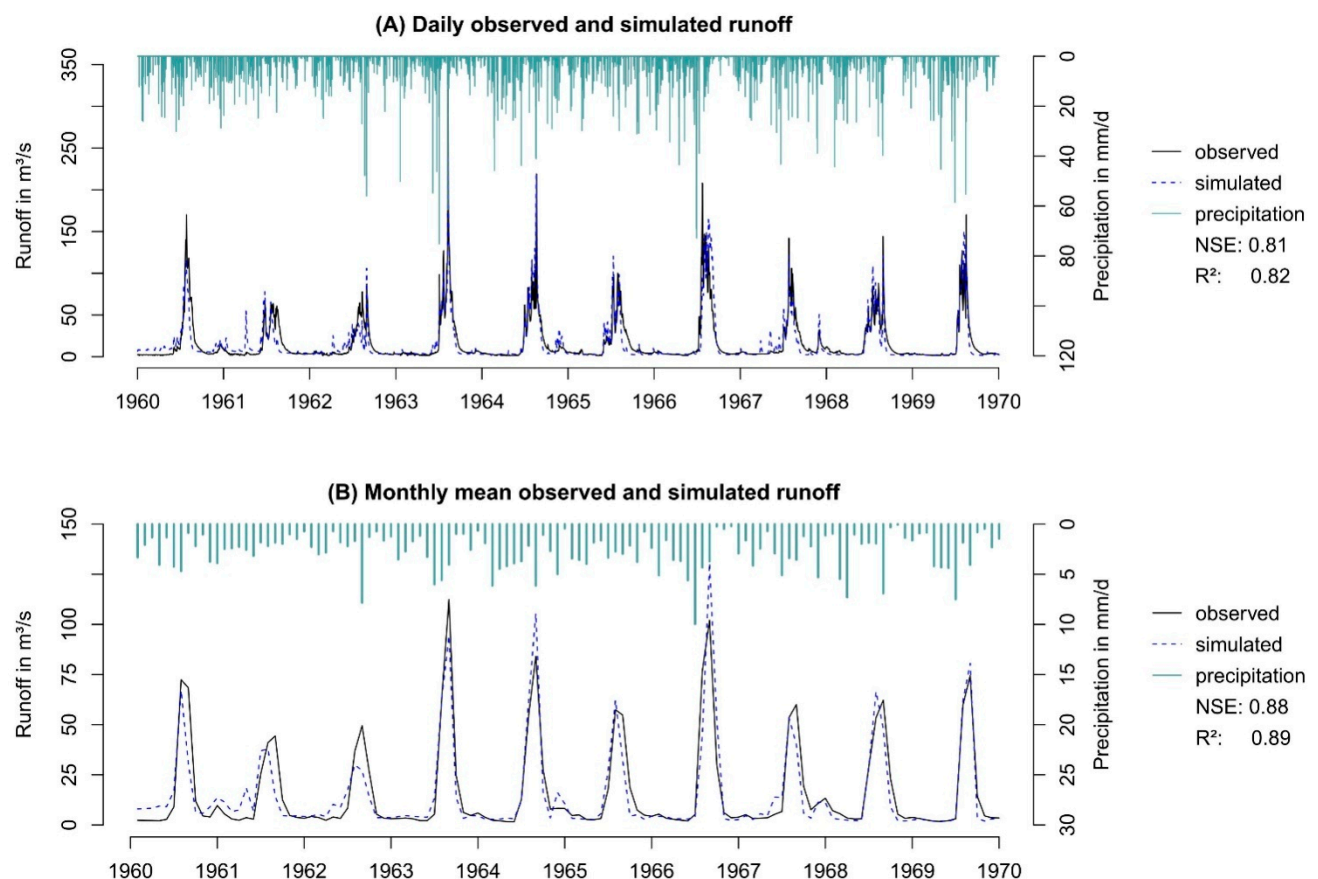 (A) Daily observed and simulated runoff
Runoff in m³/s
350
250
150
50
0
0
20
40
60
80
120
Precipitation in mm/d
1960 1961 1962 1963 1964 1965 1966 1967 1968 1969 1970
observed
simulated
precipitation
NSE: 0.81
R²: 0.82
(B) Monthly mean observed and simulated runoff
Runoff in m³/s
150
100
75
50
25
0
0
5
10
15
20
25
30
Precipitation in mm/d
1960 1961 1962 1963 1964 1965 1966 1967 1968 1969 1970
observed
simulated
precipitation
NSE: 0.88
R²: 0.89